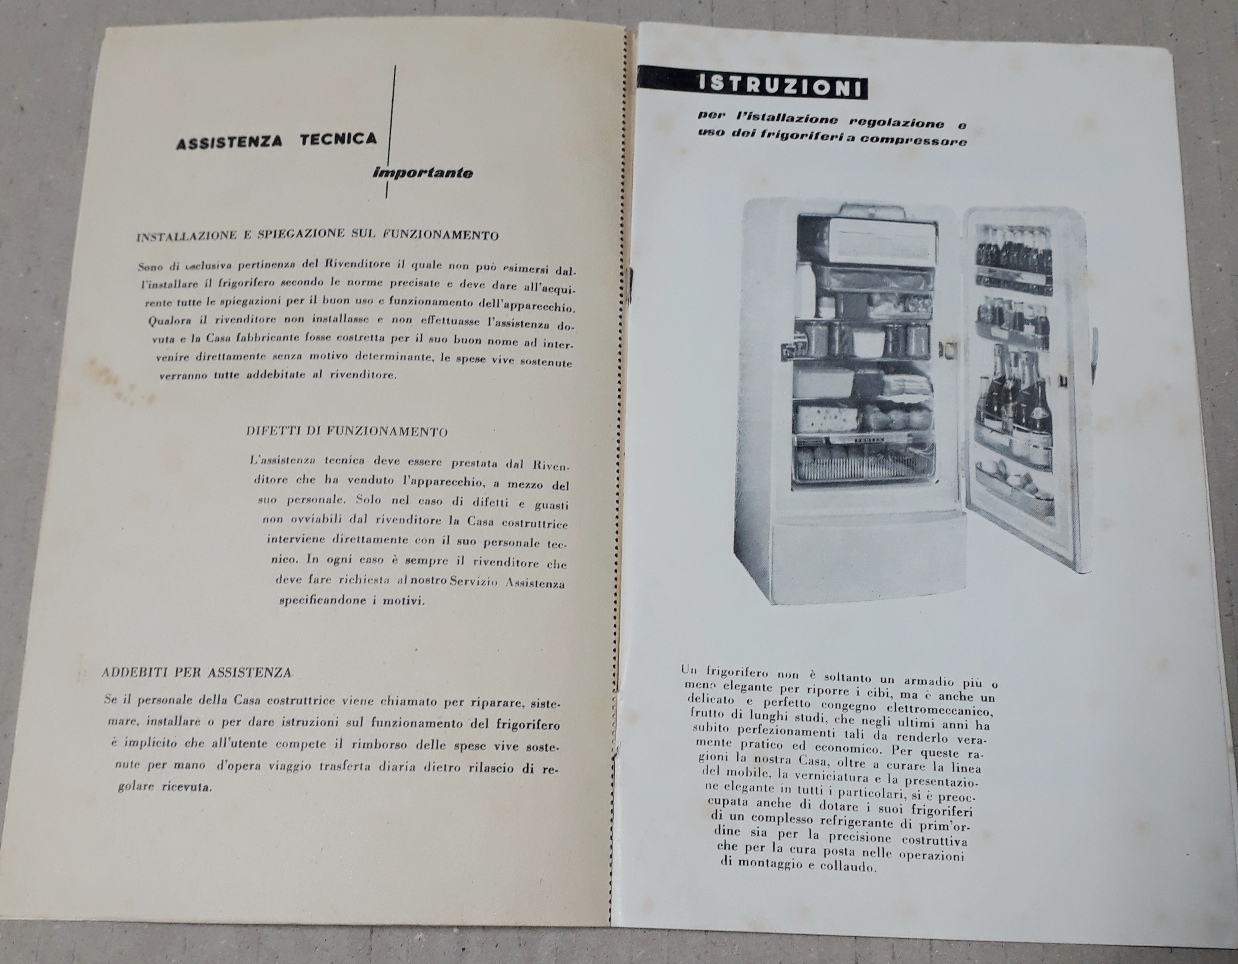 ASSISTENZA TECNICA
importante
INSTALLAZIONE E SPIEGAZIONE SUL FUNZIONAMENTO
Sono di esclusiva pertinenza del Rivenditore il quale non può esimersi dal-
l'installare il frigorifero secondo le norme precisate e deve dare all'acqui-
rente tutte le spiegazioni per il buon uso e funzionamento dell'apparecchio.
Qualora il rivenditore non installasse e non effettuasse l'assistenza do-
vuta e la Casa fabbricante fosse costretta per il suo buon nome ad inter-
venire direttamente senza motivo determinante, le spese vive sostenute
verranno tutte addebitate al rivenditore.
DIFETTI DI FUNZIONAMENTO
L'assistenza tecnica deve essere prestata dal Riven-
ditore che ha venduto l'apparecchio, a mezzo del
suo personale. Solo nel caso di difetti e guasti
non ovviabili dal rivenditore la Casa costruttrice
interviene direttamente con il suo personale tec-
nico. In ogni caso è sempre il rivenditore che
deve fare richiesta al nostro Servizio Assistenza
specificandone i motivi.
ADDEBITI PER ASSISTENZA
Se il personale della Casa costruttrice viene chiamato per riparare, siste-
mare, installare o per dare istruzioni sul funzionamento del frigorifero
è implicito che all'utente compete il rimborso delle spese vive soste-
nute per mano d'opera viaggio trasferta diaria dietro rilascio di re-
golare ricevuta.
ISTRUZIONI
per l'istallazione regolazione e
uso dei frigoriferi a compressore
Un frigorifero non è soltanto un armadio più o
meno elegante per riporre i cibi, ma è anche un
delicato e perfetto congegno elettromeccanico,
frutto di lunghi studi, che negli ultimi anni ha
subito perfezionamenti tali da renderlo vera-
mente pratico ed economico. Per queste ra-
gioni la nostra Casa, oltre a curare la linea
del mobile, la verniciatura e la presentazio-
ne elegante in tutti i particolari, si è preoc-
cupata anche di dotare i suoi frigoriferi
di un complesso refrigerante di prim'or-
dine sia per la precisione costruttiva
che per la cura posta nelle operazioni
di montaggio e collaudo.